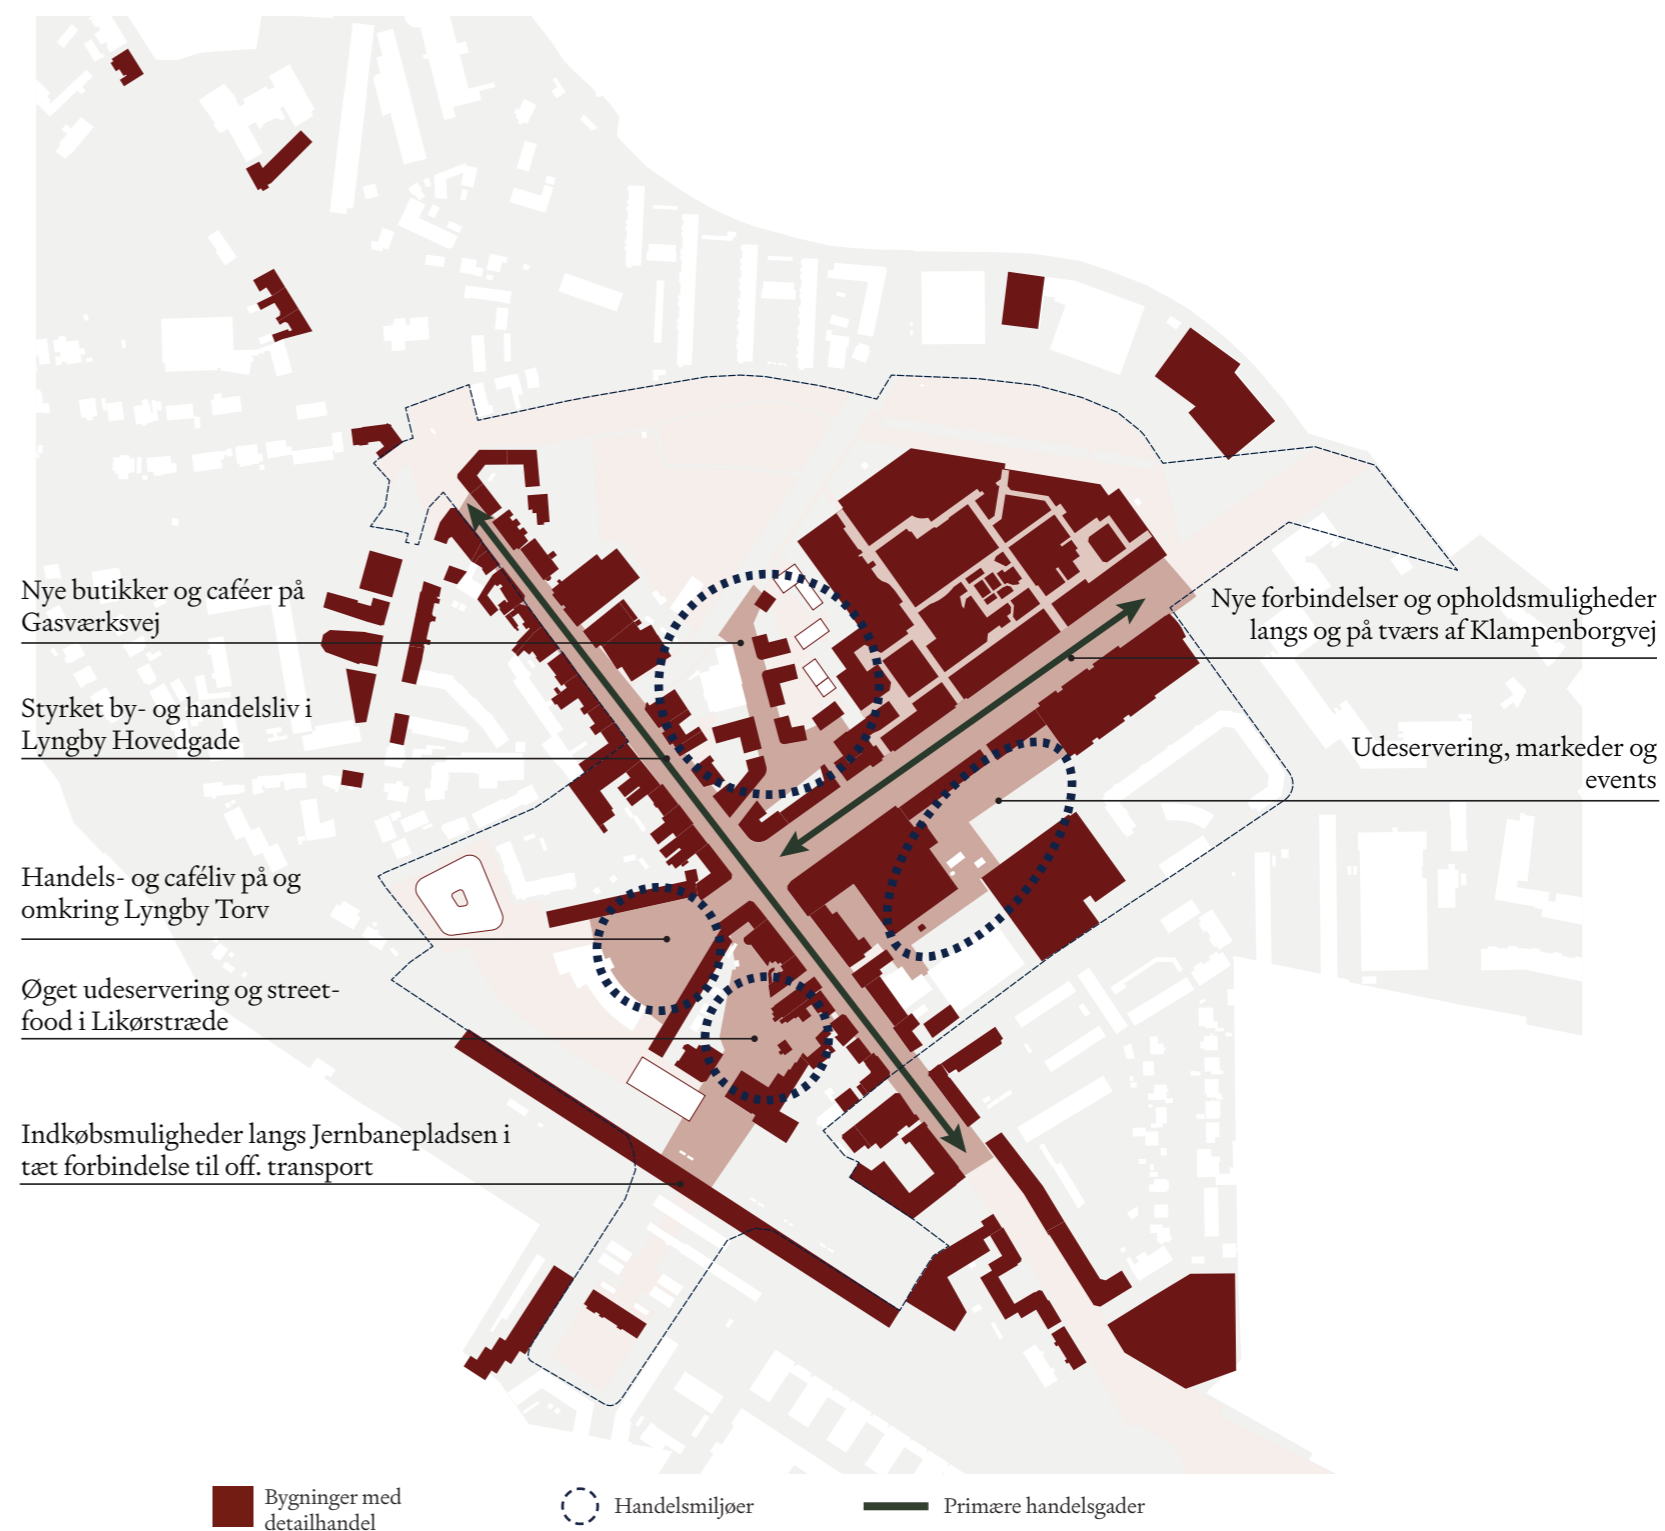 Nye butikker og caféer på
Gasværksvej
Styrket by- og handelsliv i
Lyngby Hovedgade
Handels- og caféliv på og
omkring Lyngby Torv
Øget udeservering og street-
food i Likørstræde
Indkøbsmuligheder langs Jernbanepladsen i
tæt forbindelse til off. transport
Nye forbindelser og opholdsmuligheder
langs og på tværs af Klampenborgvej
Udeservering, markeder og
events
Bygninger med
detailhandel
Handelsmiljøer
Primære handelsgader